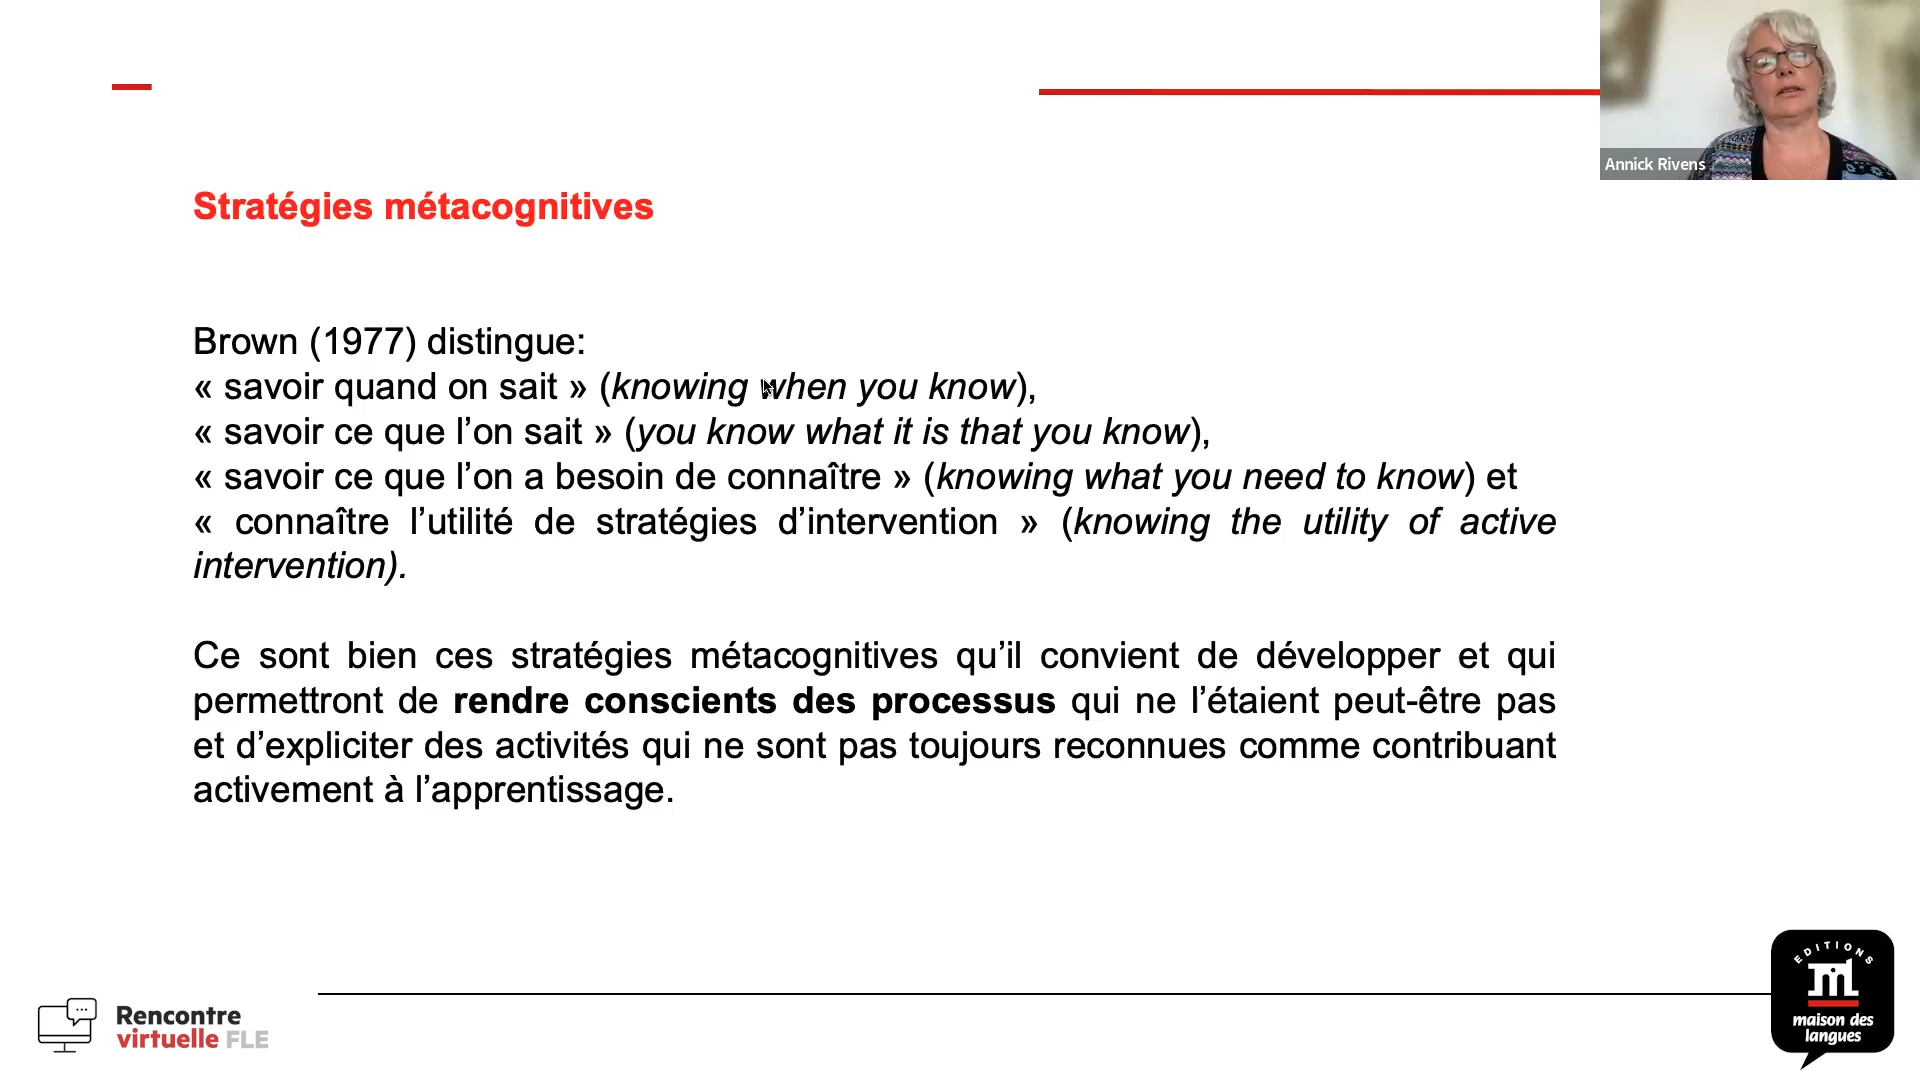 Annick Rivens
Stratégies métacognitives
Brown (1977) distingue:
« savoir quand on sait » (knowing when you know),
« savoir ce que l’on sait » (you know what it is that you know),
« savoir ce que l’on a besoin de connaître » (knowing what you need to know) et
« connaître l’utilité de stratégies d’intervention » (knowing the utility of active
intervention).
Ce sont bien ces stratégies métacognitives qu’il convient de développer et qui
permettront de rendre conscients des processus qui ne l’étaient peut-être pas
et d’expliciter des activités qui ne sont pas toujours reconnues comme contribuant
activement à l’apprentissage.
Rencontre
virtuelle FLE
EDITIONS
maison des
langues